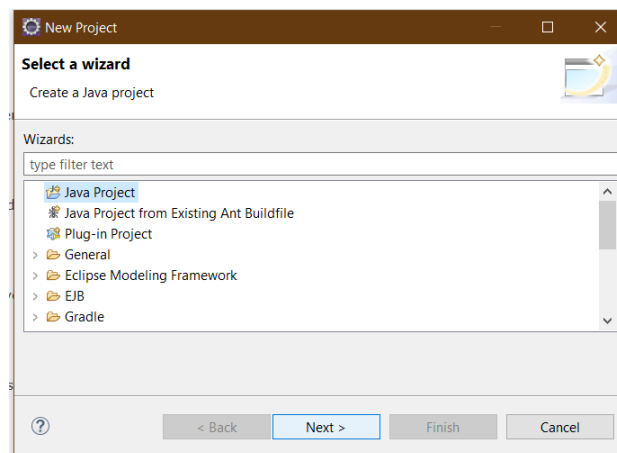 New Project
Select a wizard
Create a Java project
Wizards:
type filter text
Java Project
Java Project from Existing Ant Buildfile
Plug-in Project
General
Eclipse Modeling Framework
EJB
Gradle
? < Back Next > Finish Cancel